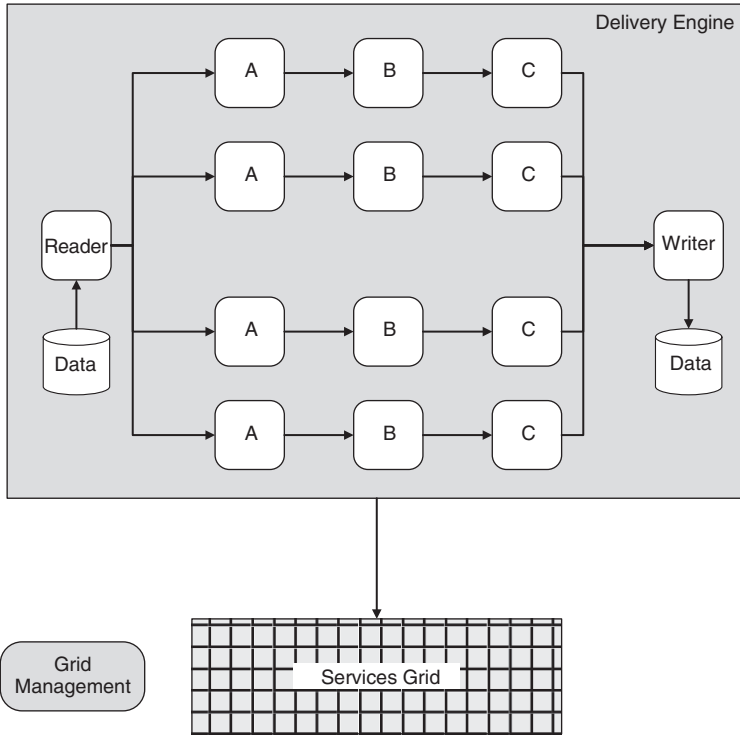 Delivery Engine
A B C
A B C
Reader
Writer
Data
Data
A B C
A B C
Grid
Management
Services Grid